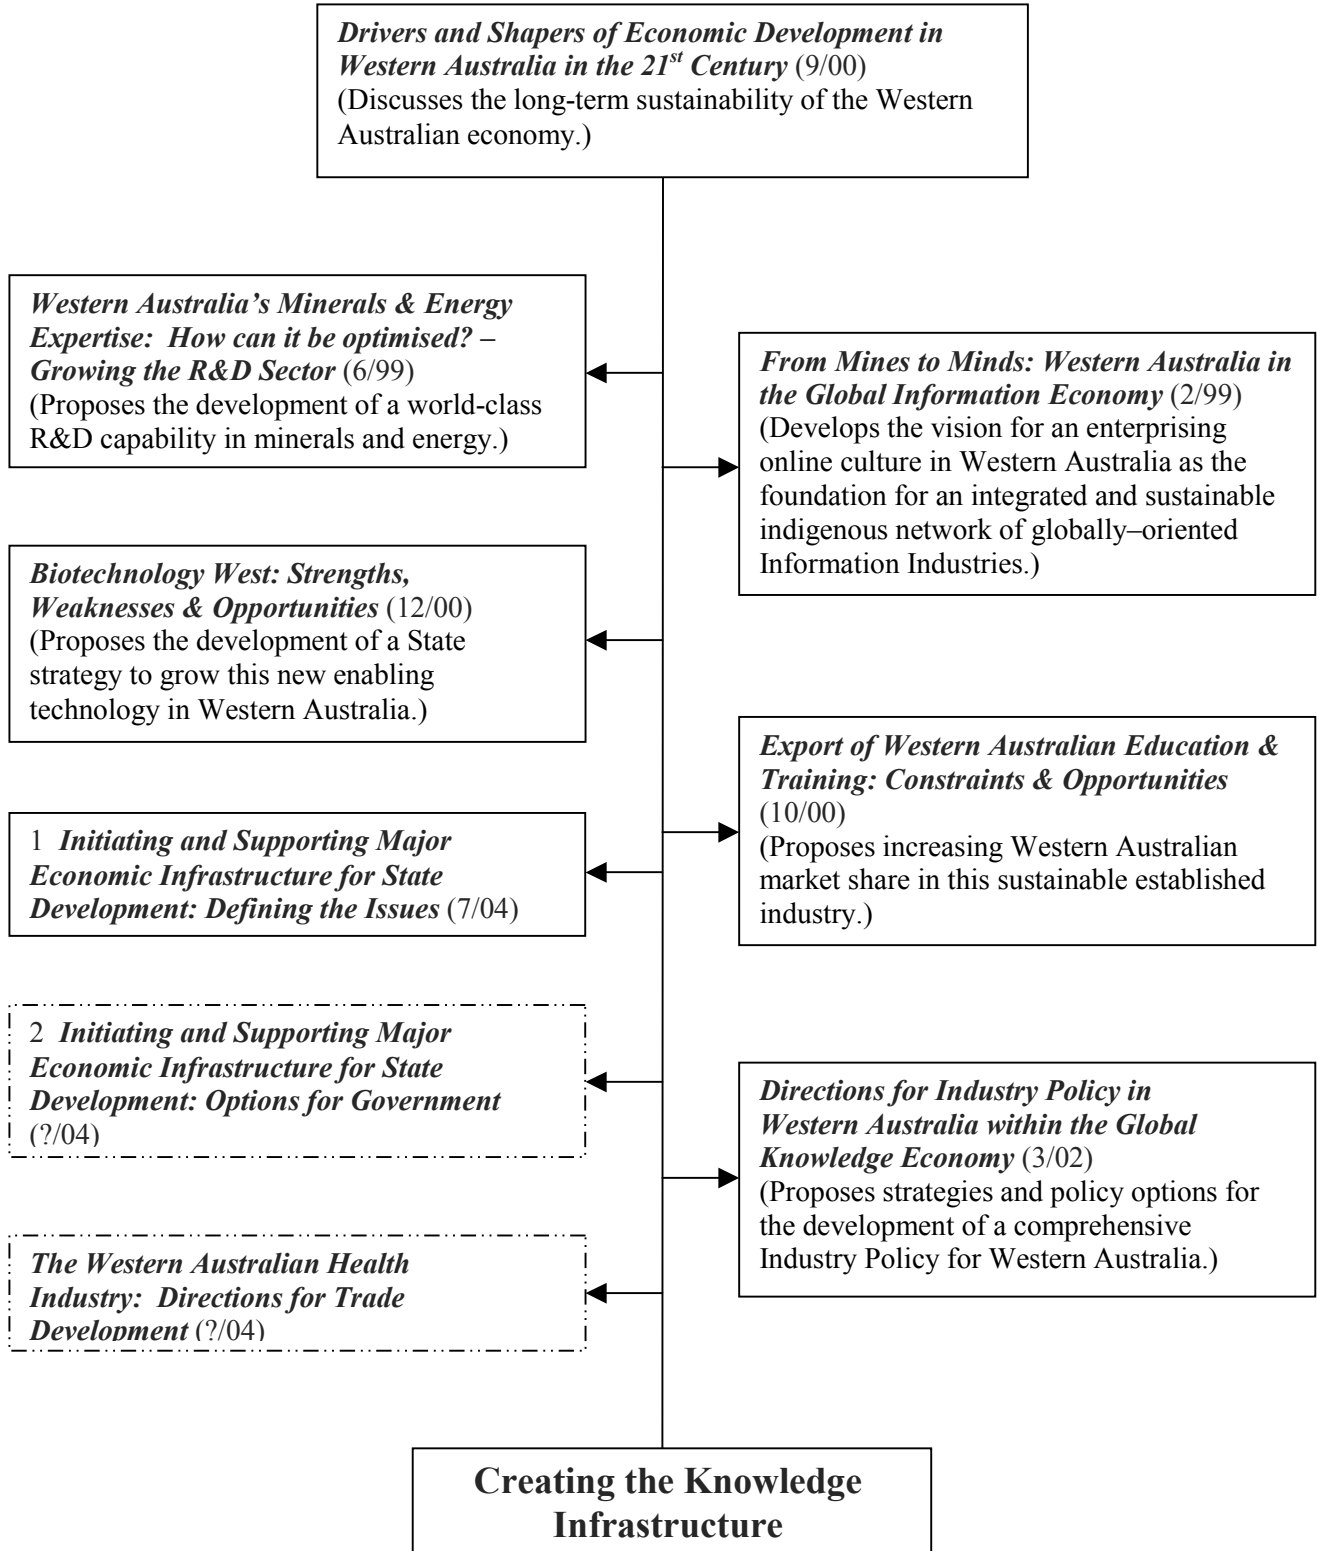 Drivers and Shapers of Economic Development in
Western Australia in the 21st Century (9/00)
(Discusses the long-term sustainability of the Western
Australian economy.)
Western Australia’s Minerals & Energy
Expertise: How can it be optimised? –
Growing the R&D Sector (6/99)
(Proposes the development of a world-class
R&D capability in minerals and energy.)
From Mines to Minds: Western Australia in
the Global Information Economy (2/99)
(Develops the vision for an enterprising
online culture in Western Australia as the
foundation for an integrated and sustainable
indigenous network of globally–oriented
Information Industries.)
Biotechnology West: Strengths,
Weaknesses & Opportunities (12/00)
(Proposes the development of a State
strategy to grow this new enabling
technology in Western Australia.)
Export of Western Australian Education &
Training: Constraints & Opportunities
(10/00)
(Proposes increasing Western Australian
market share in this sustainable established
industry.)
1 Initiating and Supporting Major
Economic Infrastructure for State
Development: Defining the Issues (7/04)
2 Initiating and Supporting Major
Economic Infrastructure for State
Development: Options for Government
(?/04)
Directions for Industry Policy in
Western Australia within the Global
Knowledge Economy (3/02)
(Proposes strategies and policy options for
the development of a comprehensive
Industry Policy for Western Australia.)
The Western Australian Health
Industry: Directions for Trade
Development (?/04)
Creating the Knowledge
Infrastructure